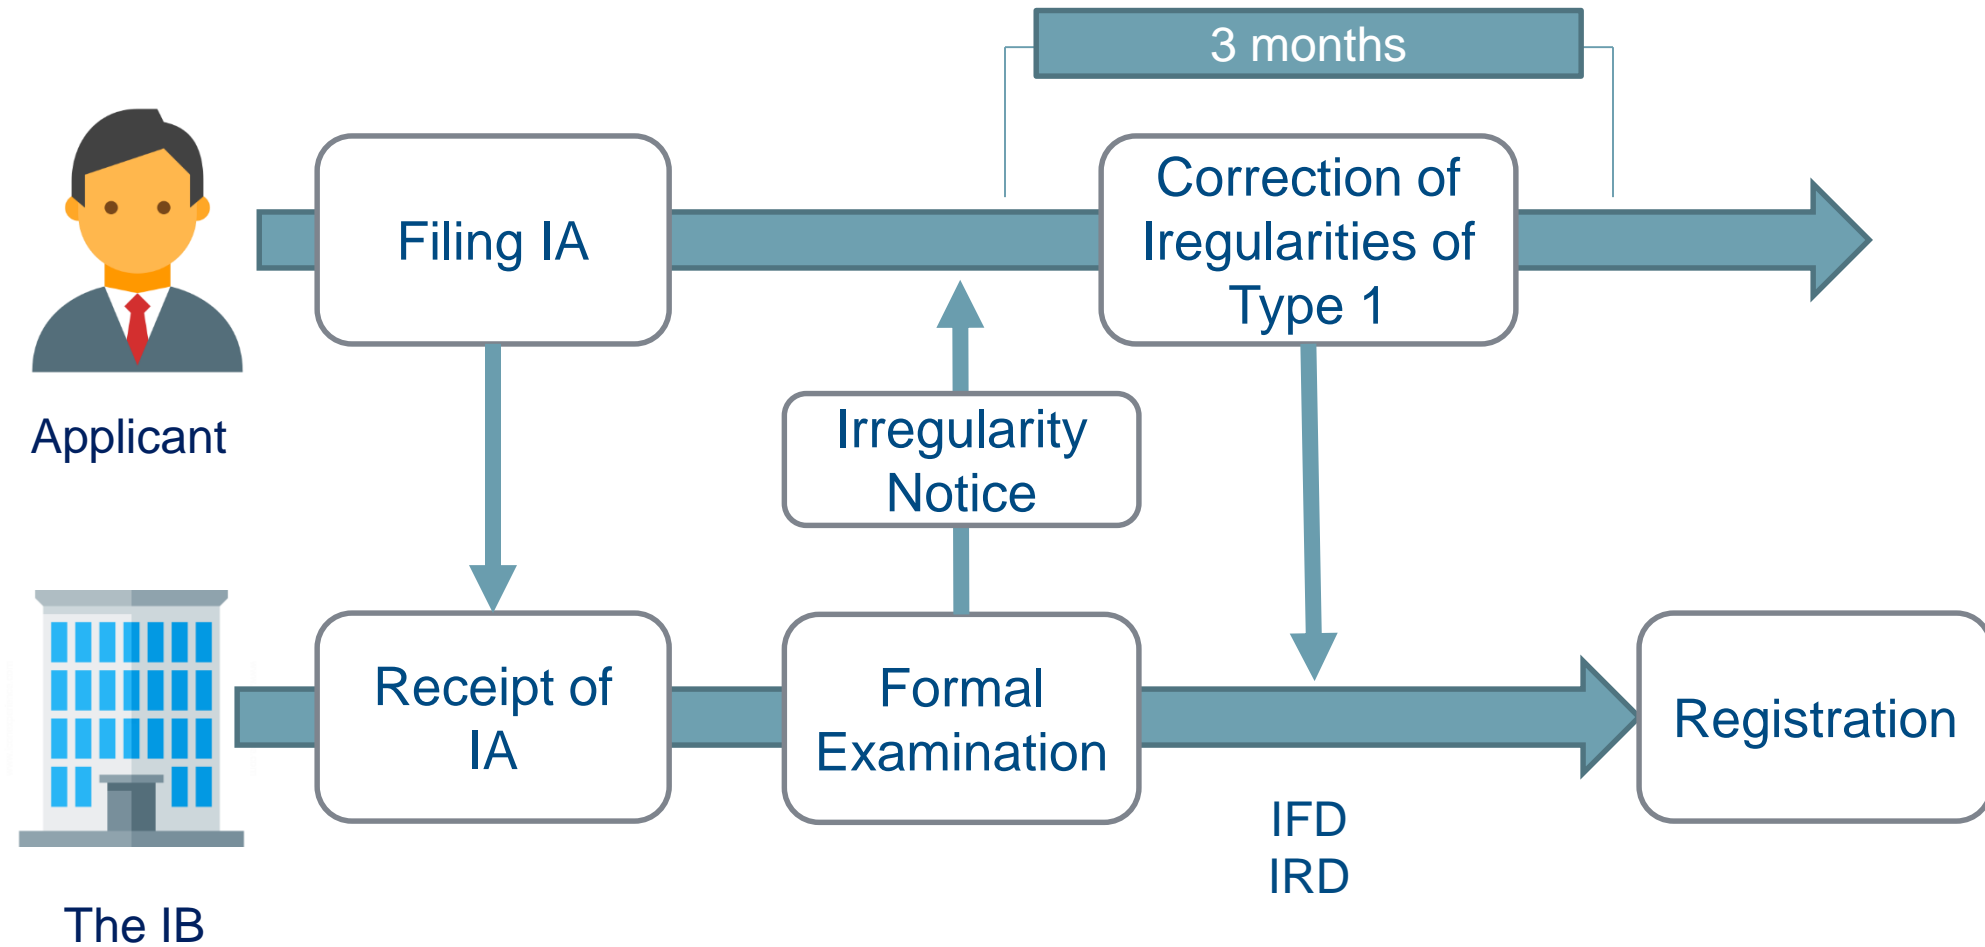 3 months
Filing IA
Correction of
Iregularities of
Type 1
Applicant
Irregularity
Notice
Receipt of
IA
Formal
Examination
Registration
IFD
IRD
The IB